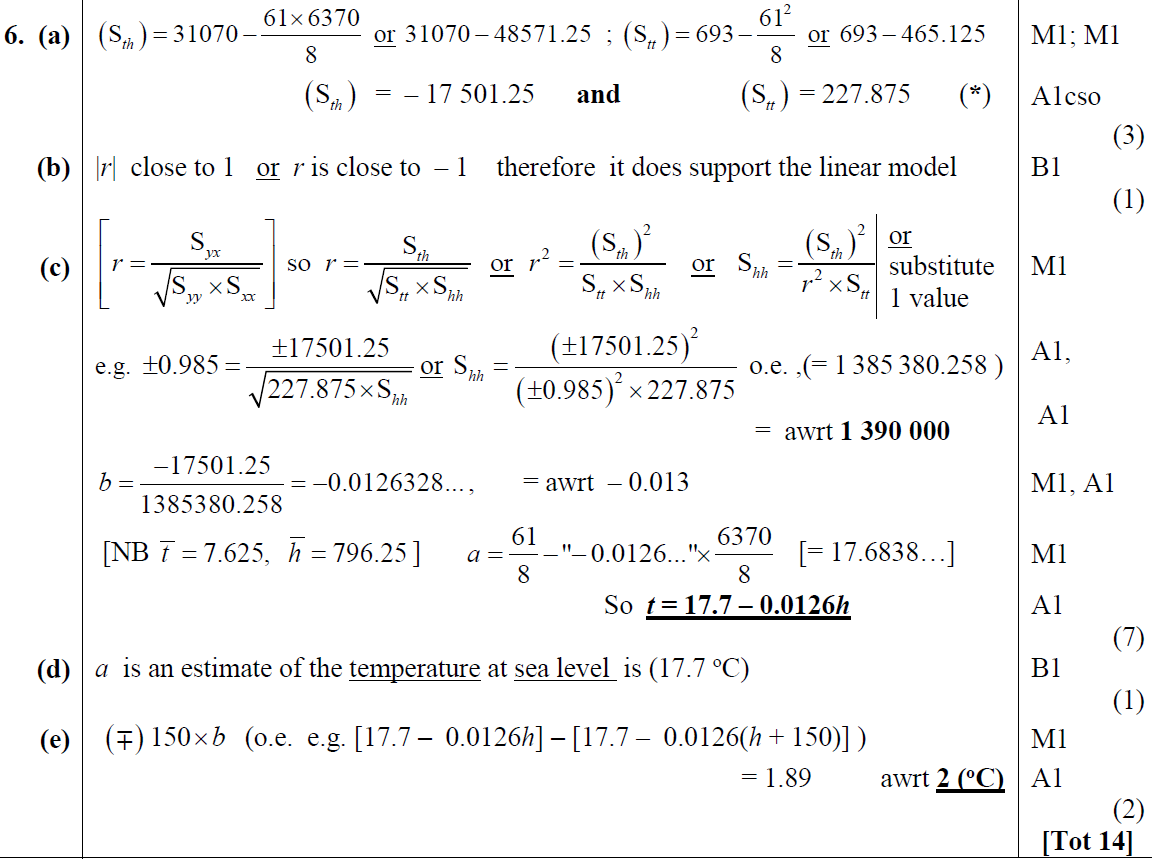 6. (a) (S_th) = 31070 − (61×6370)/8 or 31070 − 48571.25 ; (S_tt) = 693 − 61²/8 or 693 − 465.125 M1; M1
(S_th) = − 17 501.25 and (S_tt) = 227.875 (*) A1cso
(3)
(b) |r| close to 1 or r is close to − 1 therefore it does support the linear model B1
(1)
(c) [r = S_yx/√(S_yy × S_xx)] so r = S_th/√(S_tt × S_hh) or r² = (S_th)²/(S_tt × S_hh) or S_hh = (S_th)²/(r² × S_tt) | or substitute 1 value M1
e.g. ±0.985 = ±17501.25/√(227.875×S_hh) or S_hh = (±17501.25)²/((±0.985)² × 227.875) o.e. ,(= 1 385 380.258 ) A1,
= awrt 1 390 000 A1
b = −17501.25/1385380.258 = −0.0126328... , = awrt − 0.013 M1, A1
[NB t̅ = 7.625, h̅ = 796.25 ] a = 61/8 − "− 0.0126..."× 6370/8 [= 17.6838…] M1
So t = 17.7 – 0.0126h A1
(7)
(d) a is an estimate of the temperature at sea level is (17.7 °C) B1
(1)
(e) (∓) 150×b (o.e. e.g. [17.7 – 0.0126h] – [17.7 – 0.0126(h + 150)] ) M1
= 1.89 awrt 2 (°C) A1
(2)
[Tot 14]